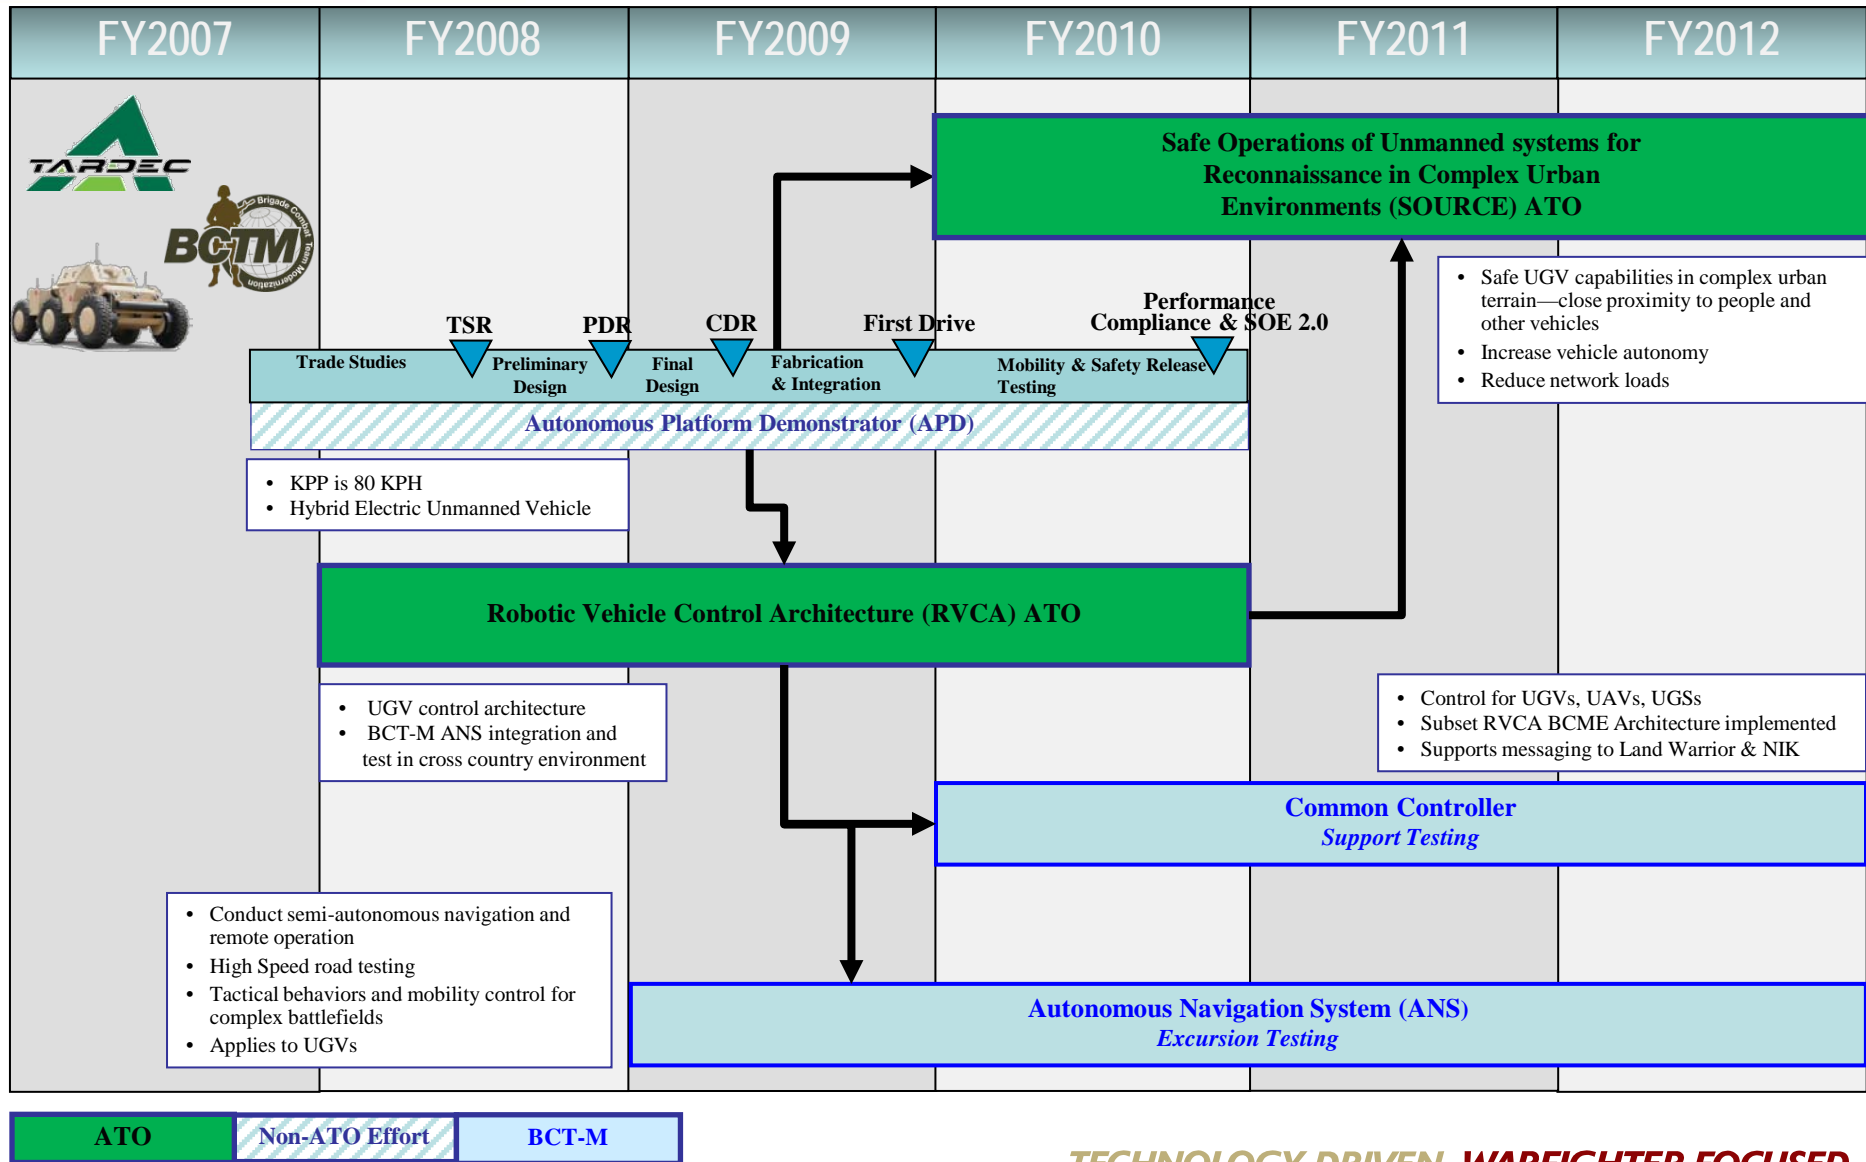 FY2007 FY2008 FY2009 FY2010 FY2011 FY2012
TARDEC
Brigade Combat Team Modernization
BCTM
Safe Operations of Unmanned systems for
Reconnaissance in Complex Urban
Environments (SOURCE) ATO
• Safe UGV capabilities in complex urban
terrain—close proximity to people and
other vehicles
• Increase vehicle autonomy
• Reduce network loads
TSR
PDR
CDR
First Drive
Performance
Compliance & SOE 2.0
Trade Studies
Preliminary
Design
Final
Design
Fabrication
& Integration
Mobility & Safety Release
Testing
Autonomous Platform Demonstrator (APD)
• KPP is 80 KPH
• Hybrid Electric Unmanned Vehicle
Robotic Vehicle Control Architecture (RVCA) ATO
• UGV control architecture
• BCT-M ANS integration and
test in cross country environment
• Control for UGVs, UAVs, UGSs
• Subset RVCA BCME Architecture implemented
• Supports messaging to Land Warrior & NIK
Common Controller
Support Testing
• Conduct semi-autonomous navigation and
remote operation
• High Speed road testing
• Tactical behaviors and mobility control for
complex battlefields
• Applies to UGVs
Autonomous Navigation System (ANS)
Excursion Testing
ATO
Non-ATO Effort
BCT-M
TECHNOLOGY DRIVEN. WARFIGHTER FOCUSED.